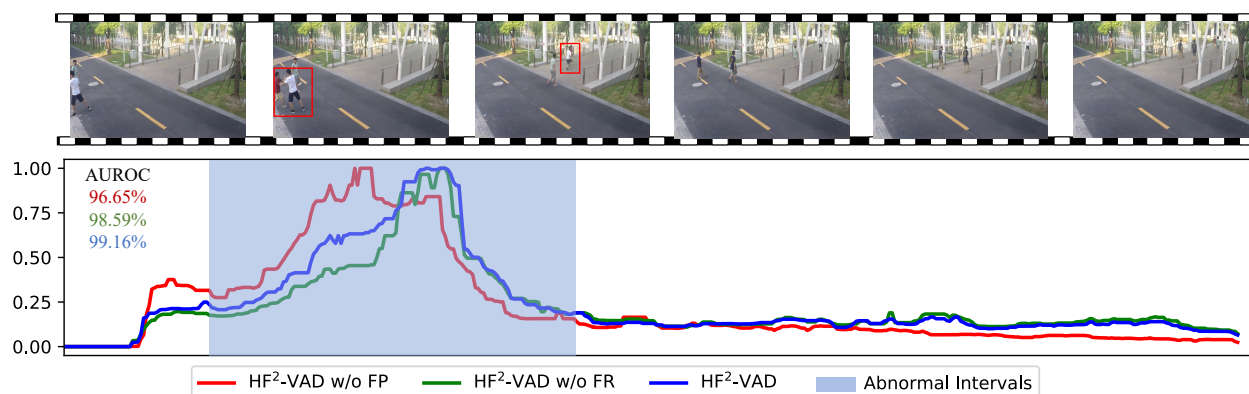 1.00
0.75
0.50
0.25
0.00
AUROC
96.65%
98.59%
99.16%
HF²-VAD w/o FP
HF²-VAD w/o FR
HF²-VAD
Abnormal Intervals